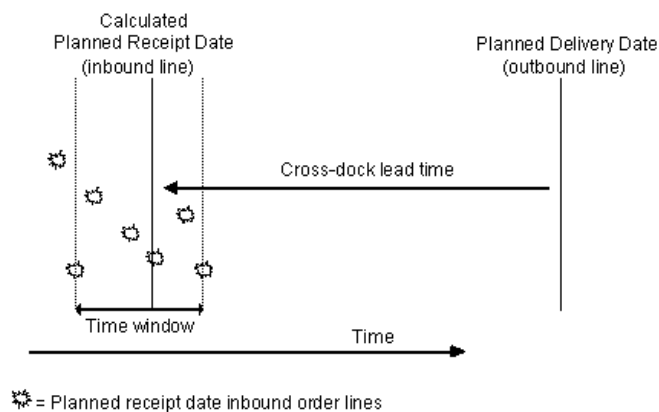 Calculated
Planned Receipt Date
(inbound line)
Planned Delivery Date
(outbound line)
Cross-dock lead time
Time window
Time
= Planned receipt date inbound order lines